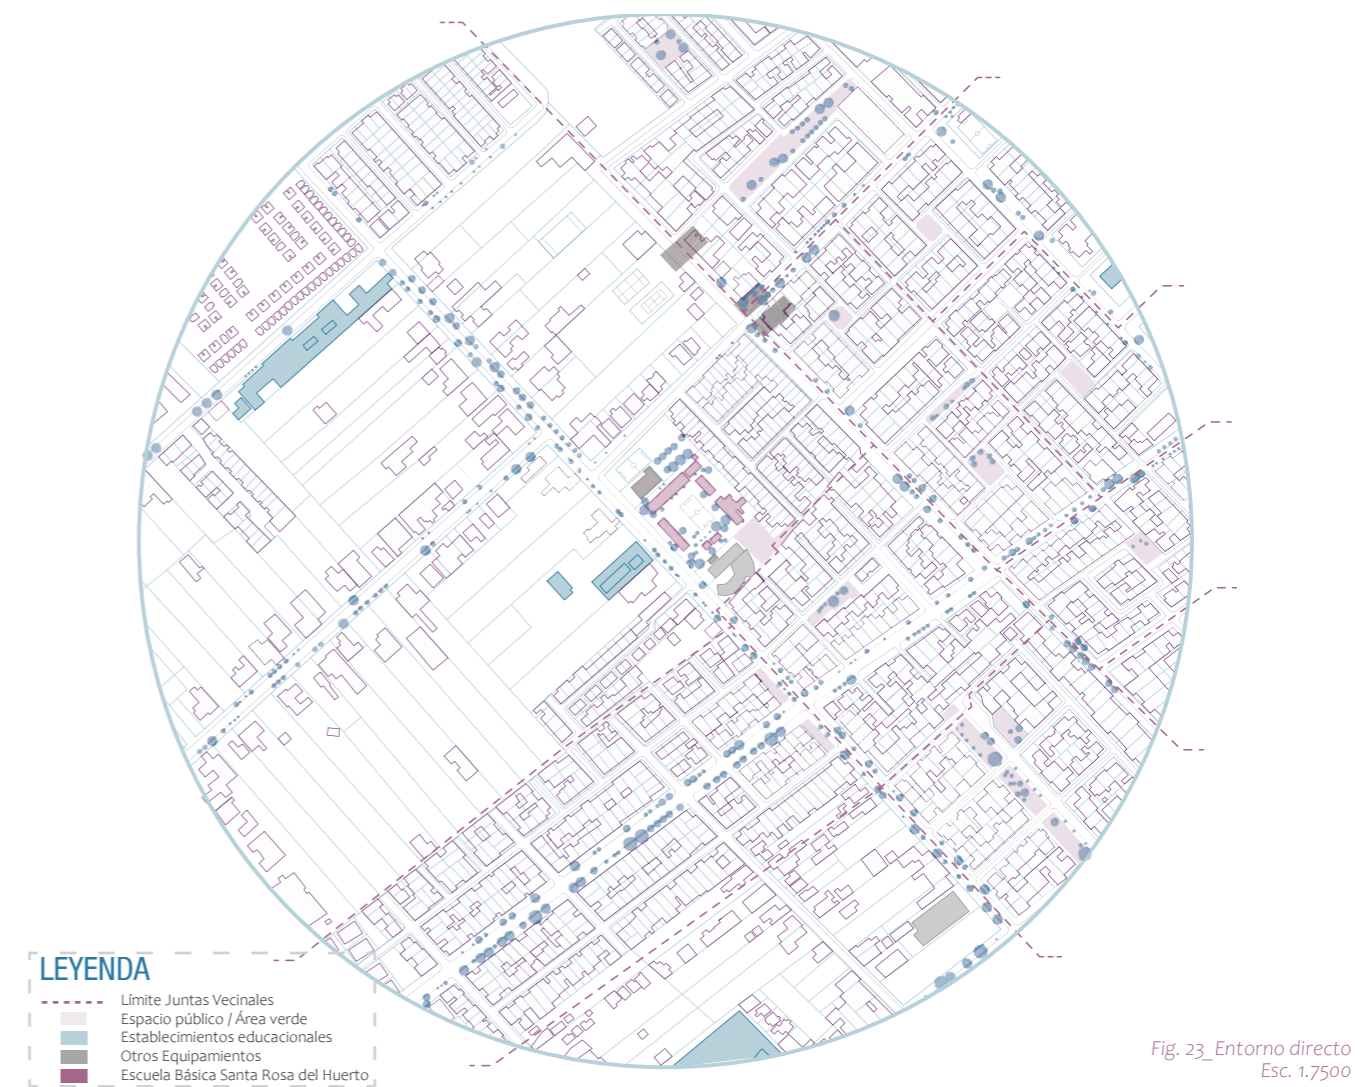 LEYENDA
Límite Juntas Vecinales
Espacio público / Área verde
Establecimientos educacionales
Otros Equipamientos
Escuela Básica Santa Rosa del Huerto
Fig. 23_Entorno directo
Esc. 1.7500